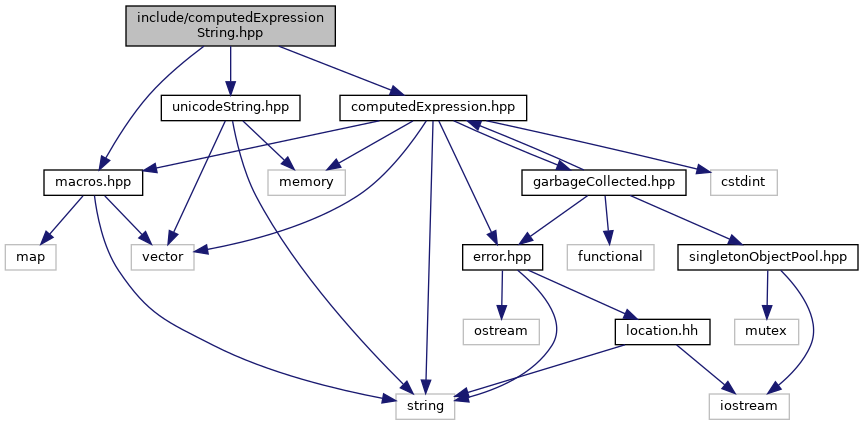 include/computedExpression
String.hpp
unicodeString.hpp
computedExpression.hpp
macros.hpp
memory
garbageCollected.hpp
cstdint
map
vector
error.hpp
functional
singletonObjectPool.hpp
ostream
location.hh
mutex
string
iostream